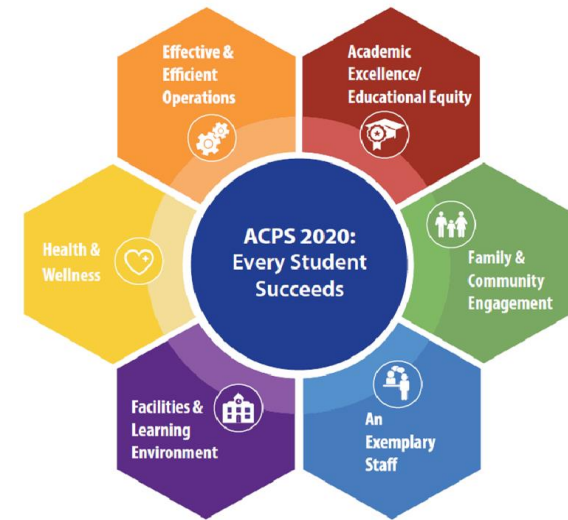 Effective &
Efficient
Operations
Academic
Excellence/
Educational Equity
Health &
Wellness
ACPS 2020:
Every Student
Succeeds
Family &
Community
Engagement
Facilities &
Learning
Environment
An
Exemplary
Staff